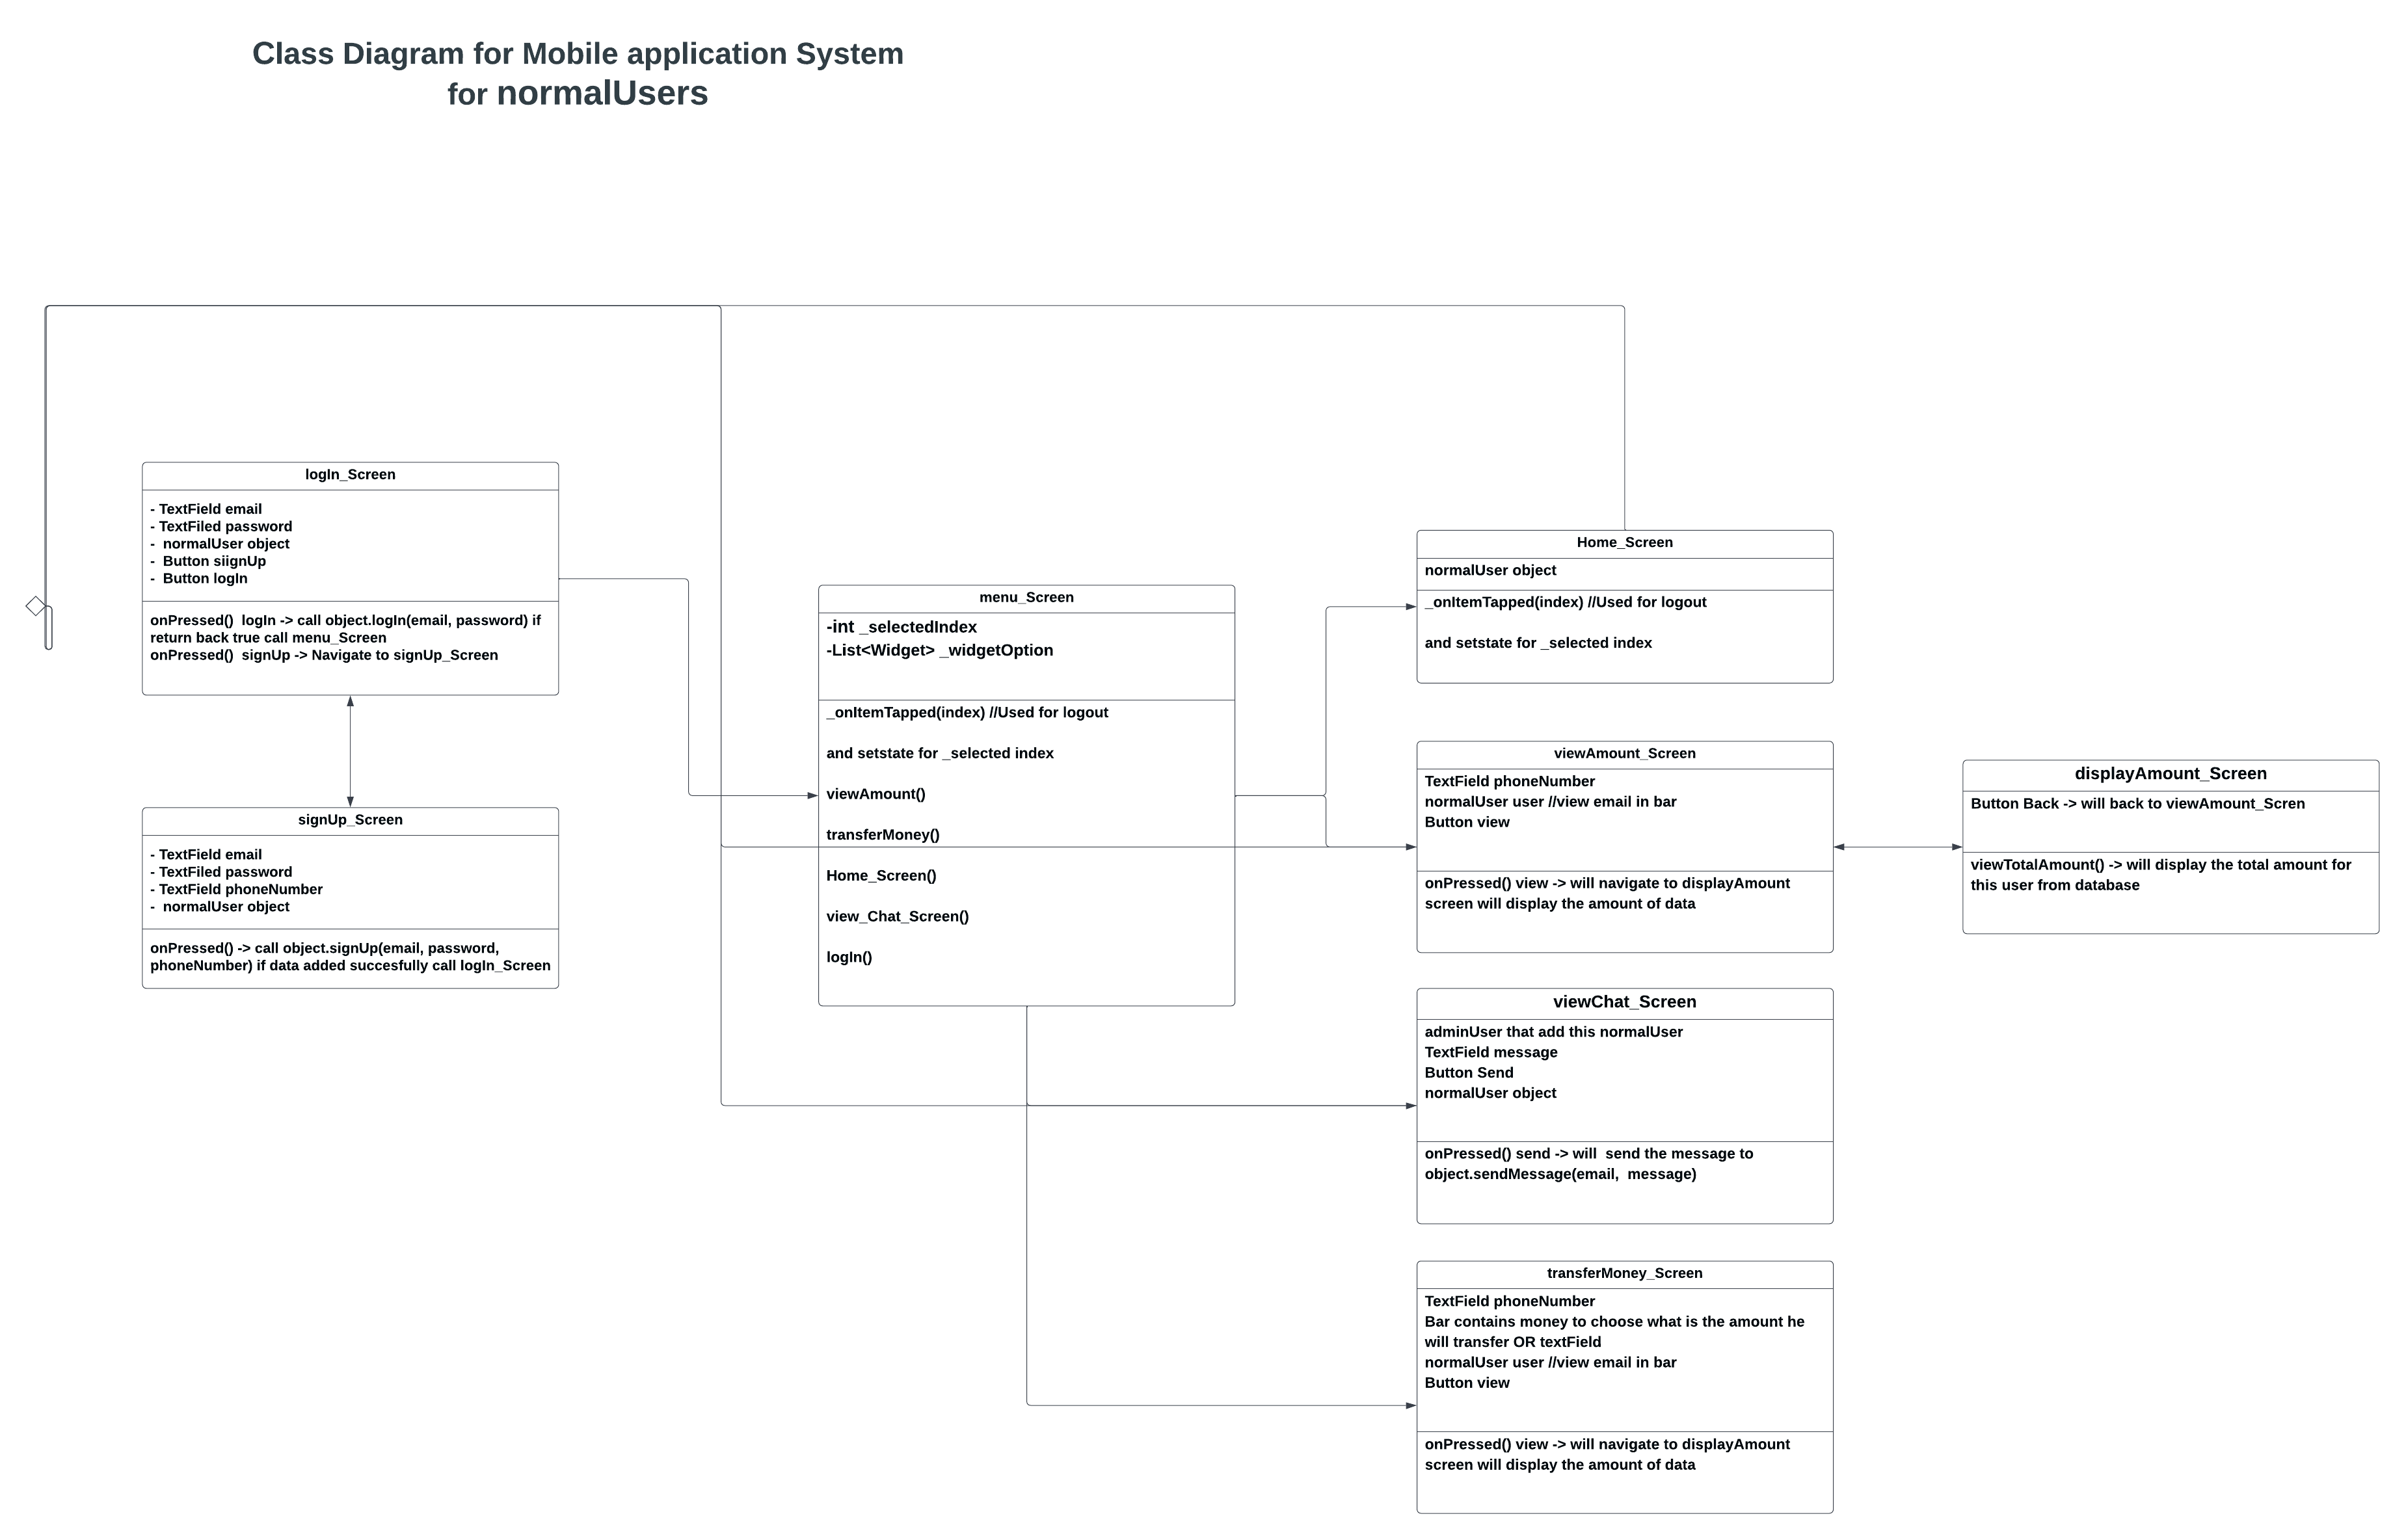 Class Diagram for Mobile application System
for normalUsers
logIn_Screen
- TextField email
- TextFiled password
-  normalUser object
-  Button siignUp
-  Button logIn
onPressed()  logIn -> call object.logIn(email, password) if
return back true call menu_Screen
onPressed()  signUp -> Navigate to signUp_Screen
signUp_Screen
- TextField email
- TextFiled password
- TextField phoneNumber
-  normalUser object
onPressed() -> call object.signUp(email, password,
phoneNumber) if data added succesfully call logIn_Screen
menu_Screen
-int _selectedIndex
-List<Widget> _widgetOption
_onItemTapped(index) //Used for logout
and setstate for _selected index
viewAmount()
transferMoney()
Home_Screen()
view_Chat_Screen()
logIn()
Home_Screen
normalUser object
_onItemTapped(index) //Used for logout
and setstate for _selected index
viewAmount_Screen
TextField phoneNumber
normalUser user //view email in bar
Button view
onPressed() view -> will navigate to displayAmount
screen will display the amount of data
displayAmount_Screen
Button Back -> will back to viewAmount_Scren
viewTotalAmount() -> will display the total amount for
this user from database
viewChat_Screen
adminUser that add this normalUser
TextField message
Button Send
normalUser object
onPressed() send -> will  send the message to
object.sendMessage(email,  message)
transferMoney_Screen
TextField phoneNumber
Bar contains money to choose what is the amount he
will transfer OR textField
normalUser user //view email in bar
Button view
onPressed() view -> will navigate to displayAmount
screen will display the amount of data